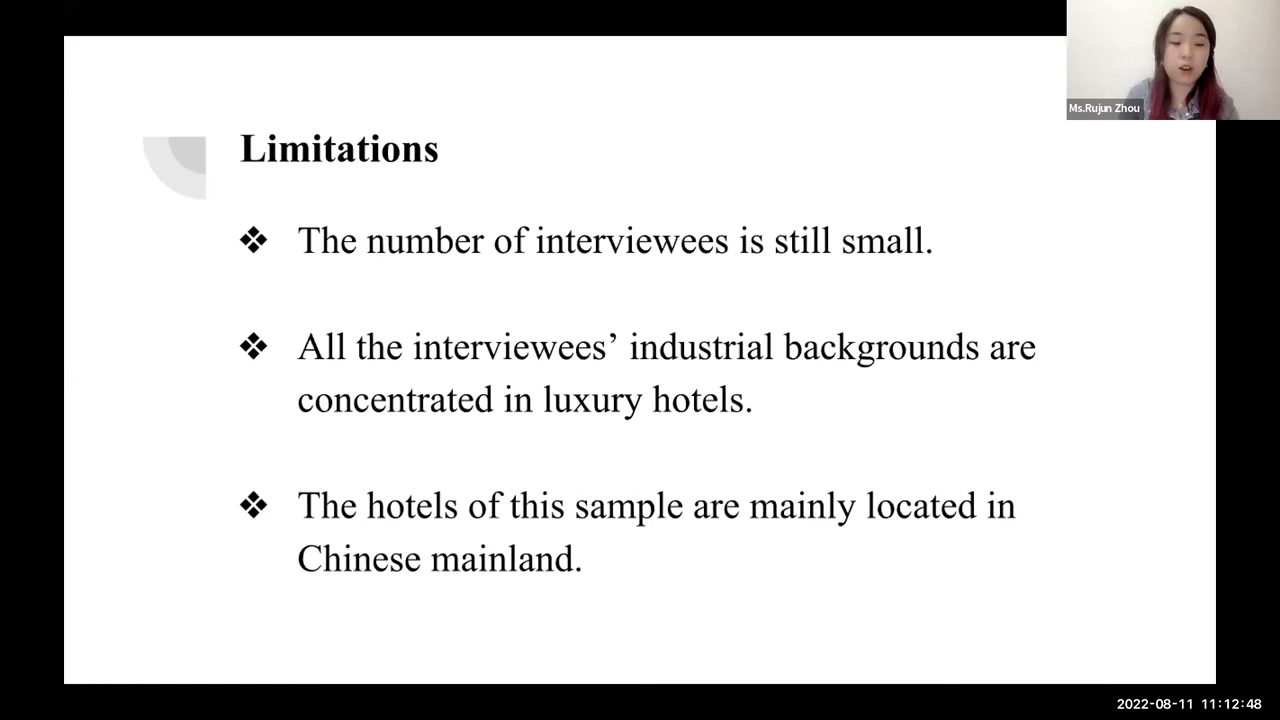 Ms.Rujun Zhou
Limitations
❖ The number of interviewees is still small.
❖ All the interviewees’ industrial backgrounds are
concentrated in luxury hotels.
❖ The hotels of this sample are mainly located in
Chinese mainland.
2022-08-11 11:12:48